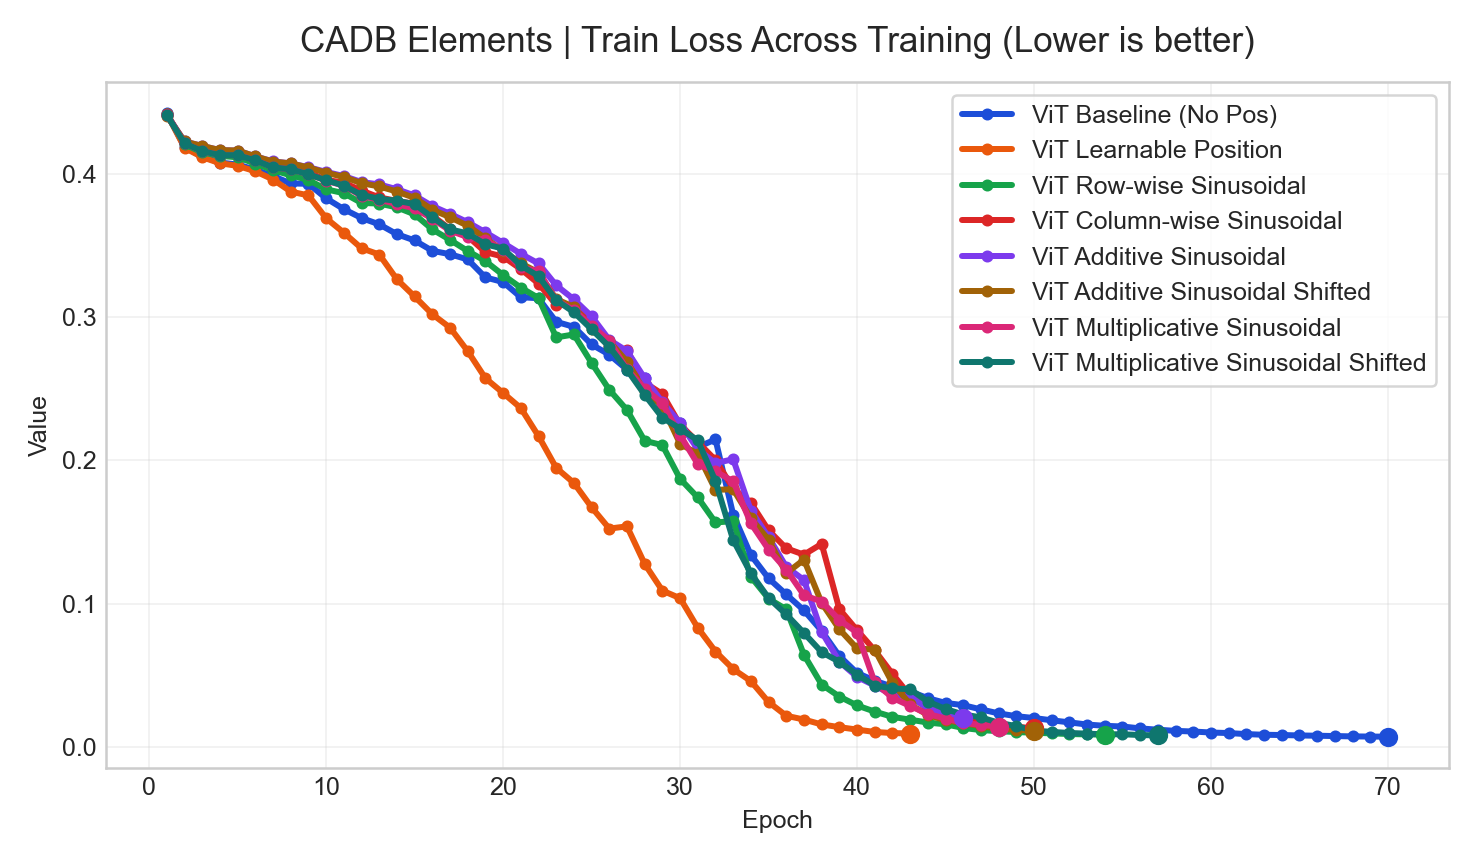 CADB Elements | Train Loss Across Training (Lower is better)
ViT Baseline (No Pos)
ViT Learnable Position
ViT Row-wise Sinusoidal
ViT Column-wise Sinusoidal
ViT Additive Sinusoidal
ViT Additive Sinusoidal Shifted
ViT Multiplicative Sinusoidal
ViT Multiplicative Sinusoidal Shifted
Value
0.4
0.3
0.2
0.1
0.0
0 10 20 30 40 50 60 70
Epoch